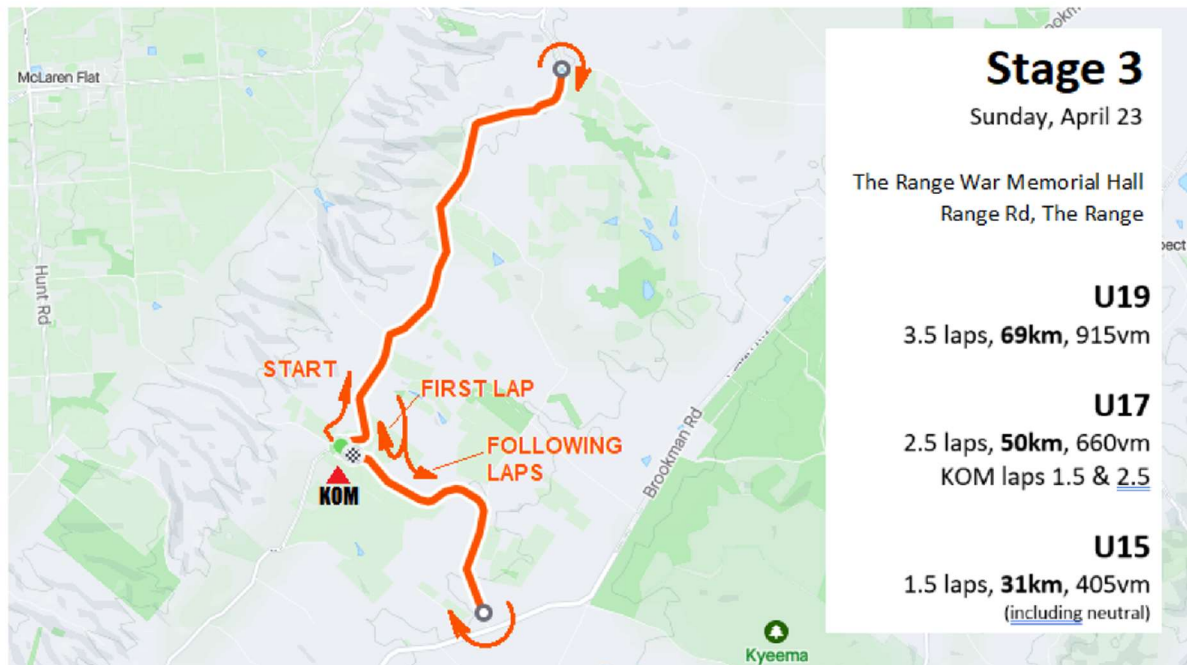 Stage 3
Sunday, April 23
The Range War Memorial Hall
Range Rd, The Range
U19
3.5 laps, 69km, 915vm
U17
2.5 laps, 50km, 660vm
KOM laps 1.5 & 2.5
U15
1.5 laps, 31km, 405vm
(including neutral)
McLaren Flat
Hunt Rd
START
FIRST LAP
FOLLOWING
LAPS
KOM
Brookman Rd
Kyeema